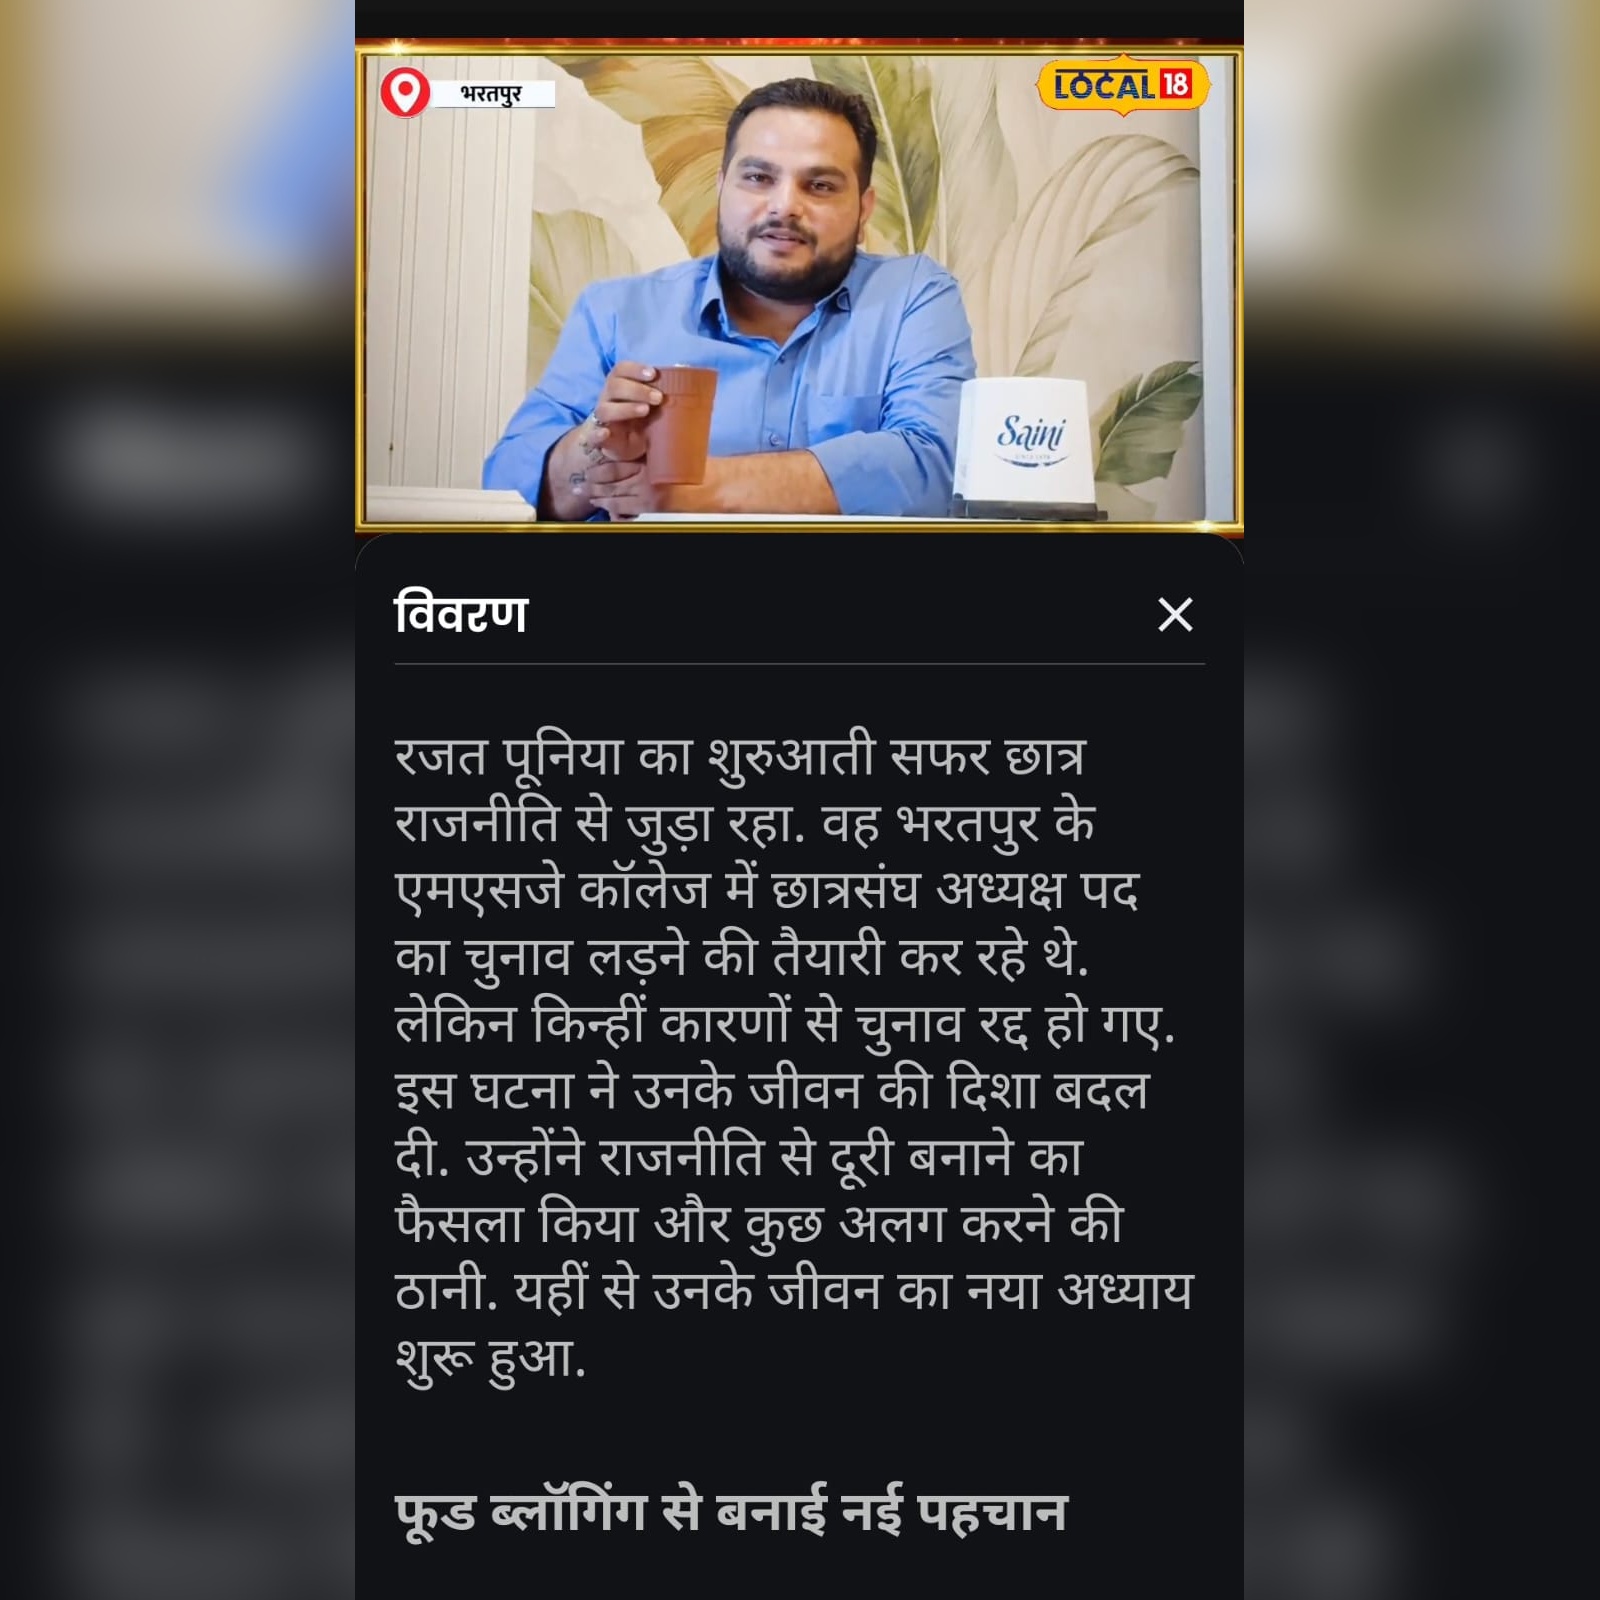 भरतपुर
LOCAL 18
Saini
SINCE 1978
विवरण
रजत पूनिया का शुरुआती सफर छात्र
राजनीति से जुड़ा रहा. वह भरतपुर के
एमएसजे कॉलेज में छात्रसंघ अध्यक्ष पद
का चुनाव लड़ने की तैयारी कर रहे थे.
लेकिन किन्हीं कारणों से चुनाव रद्द हो गए.
इस घटना ने उनके जीवन की दिशा बदल
दी. उन्होंने राजनीति से दूरी बनाने का
फैसला किया और कुछ अलग करने की
ठानी. यहीं से उनके जीवन का नया अध्याय
शुरू हुआ.
फूड ब्लॉगिंग से बनाई नई पहचान